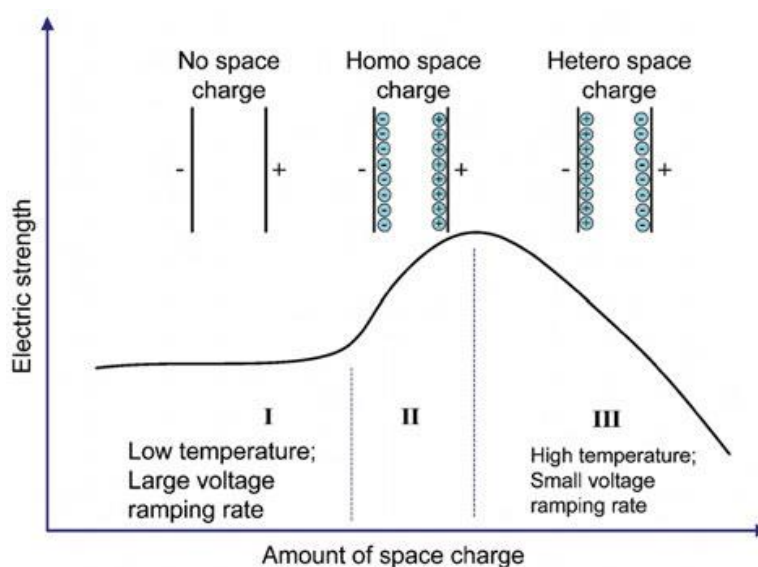 No space
charge
Homo space
charge
Hetero space
charge
- +
- +
- +
Electric strength
I
II
III
Low temperature;
Large voltage
ramping rate
High temperature;
Small voltage
ramping rate
Amount of space charge